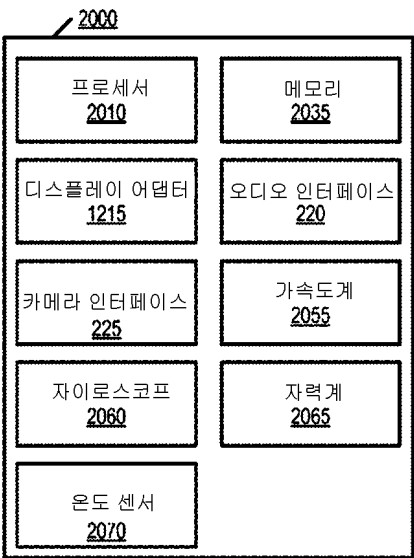 2000
프로세서
2010
메모리
2035
디스플레이 어댑터
1215
오디오 인터페이스
220
카메라 인터페이스
225
가속도계
2055
자이로스코프
2060
자력계
2065
온도 센서
2070